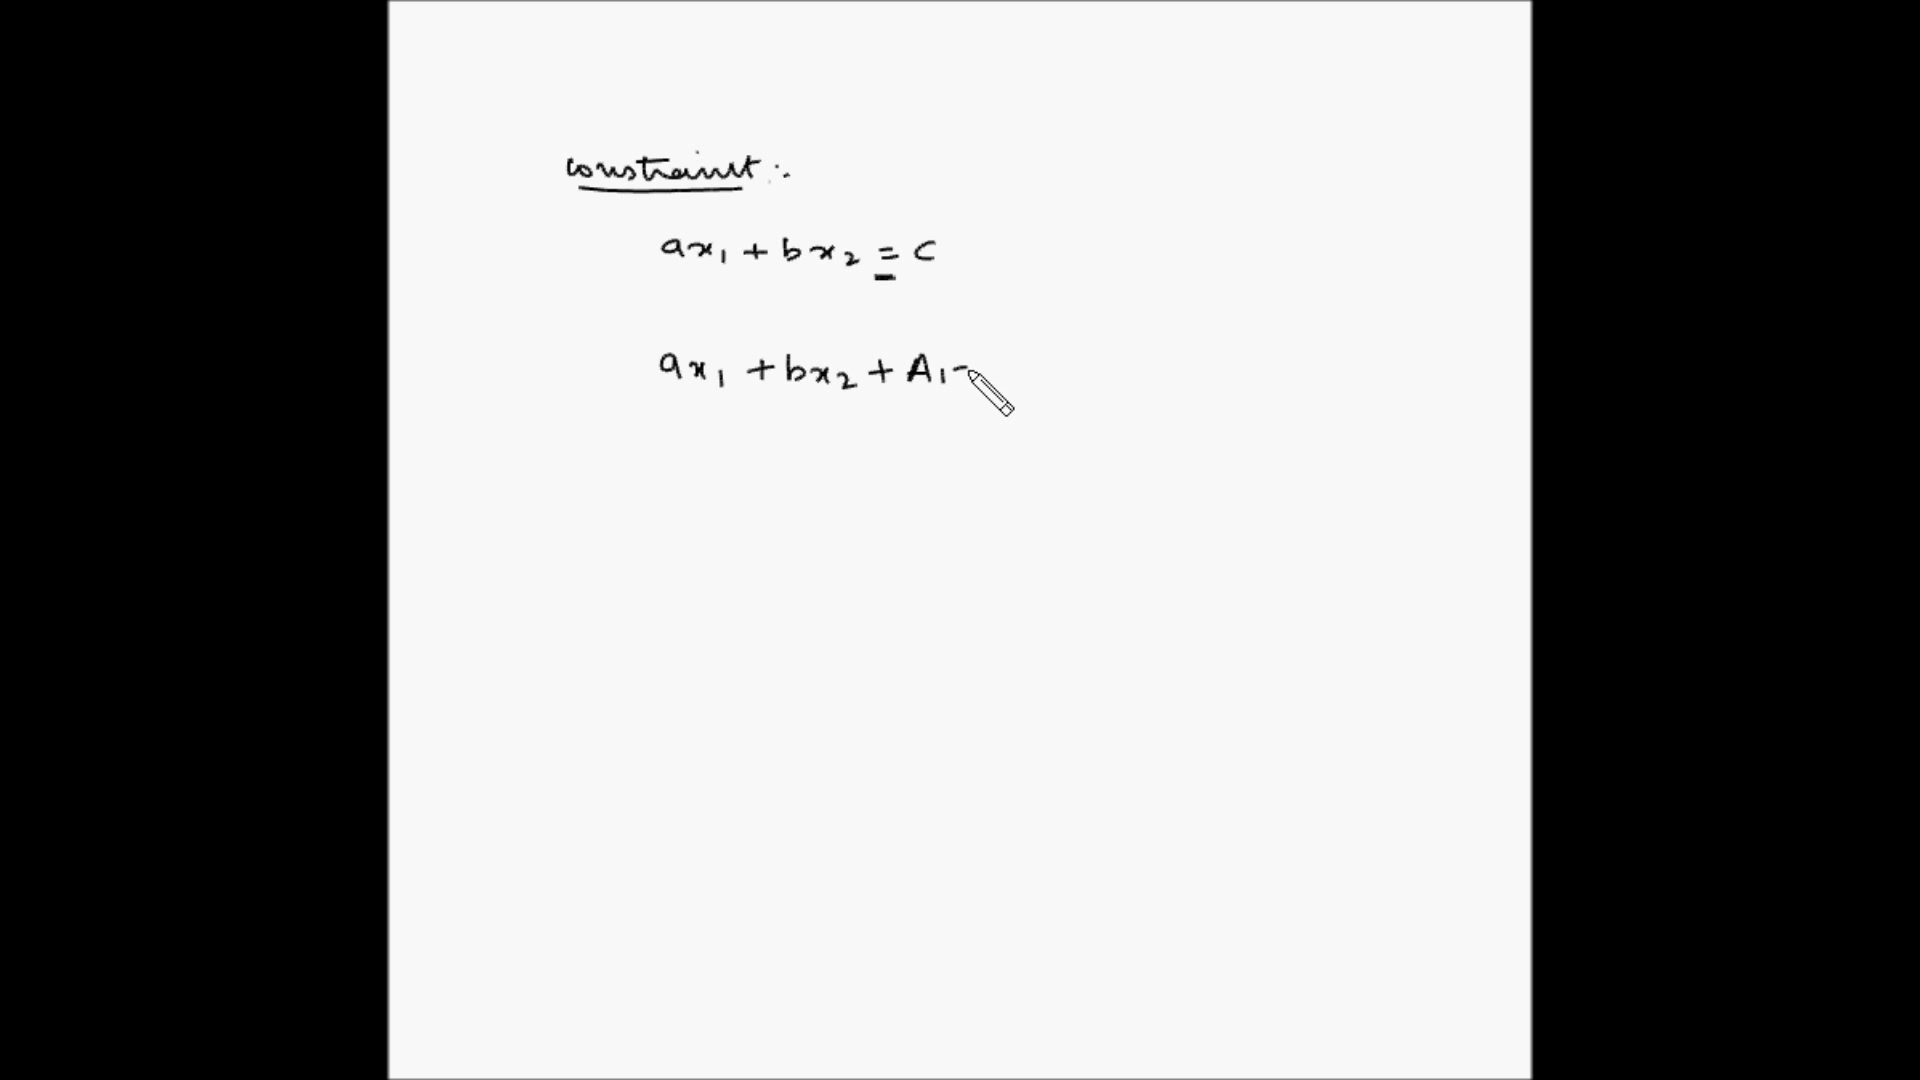 constraint :-
ax₁ + bx₂ = c
ax₁ + bx₂ + A₁ -